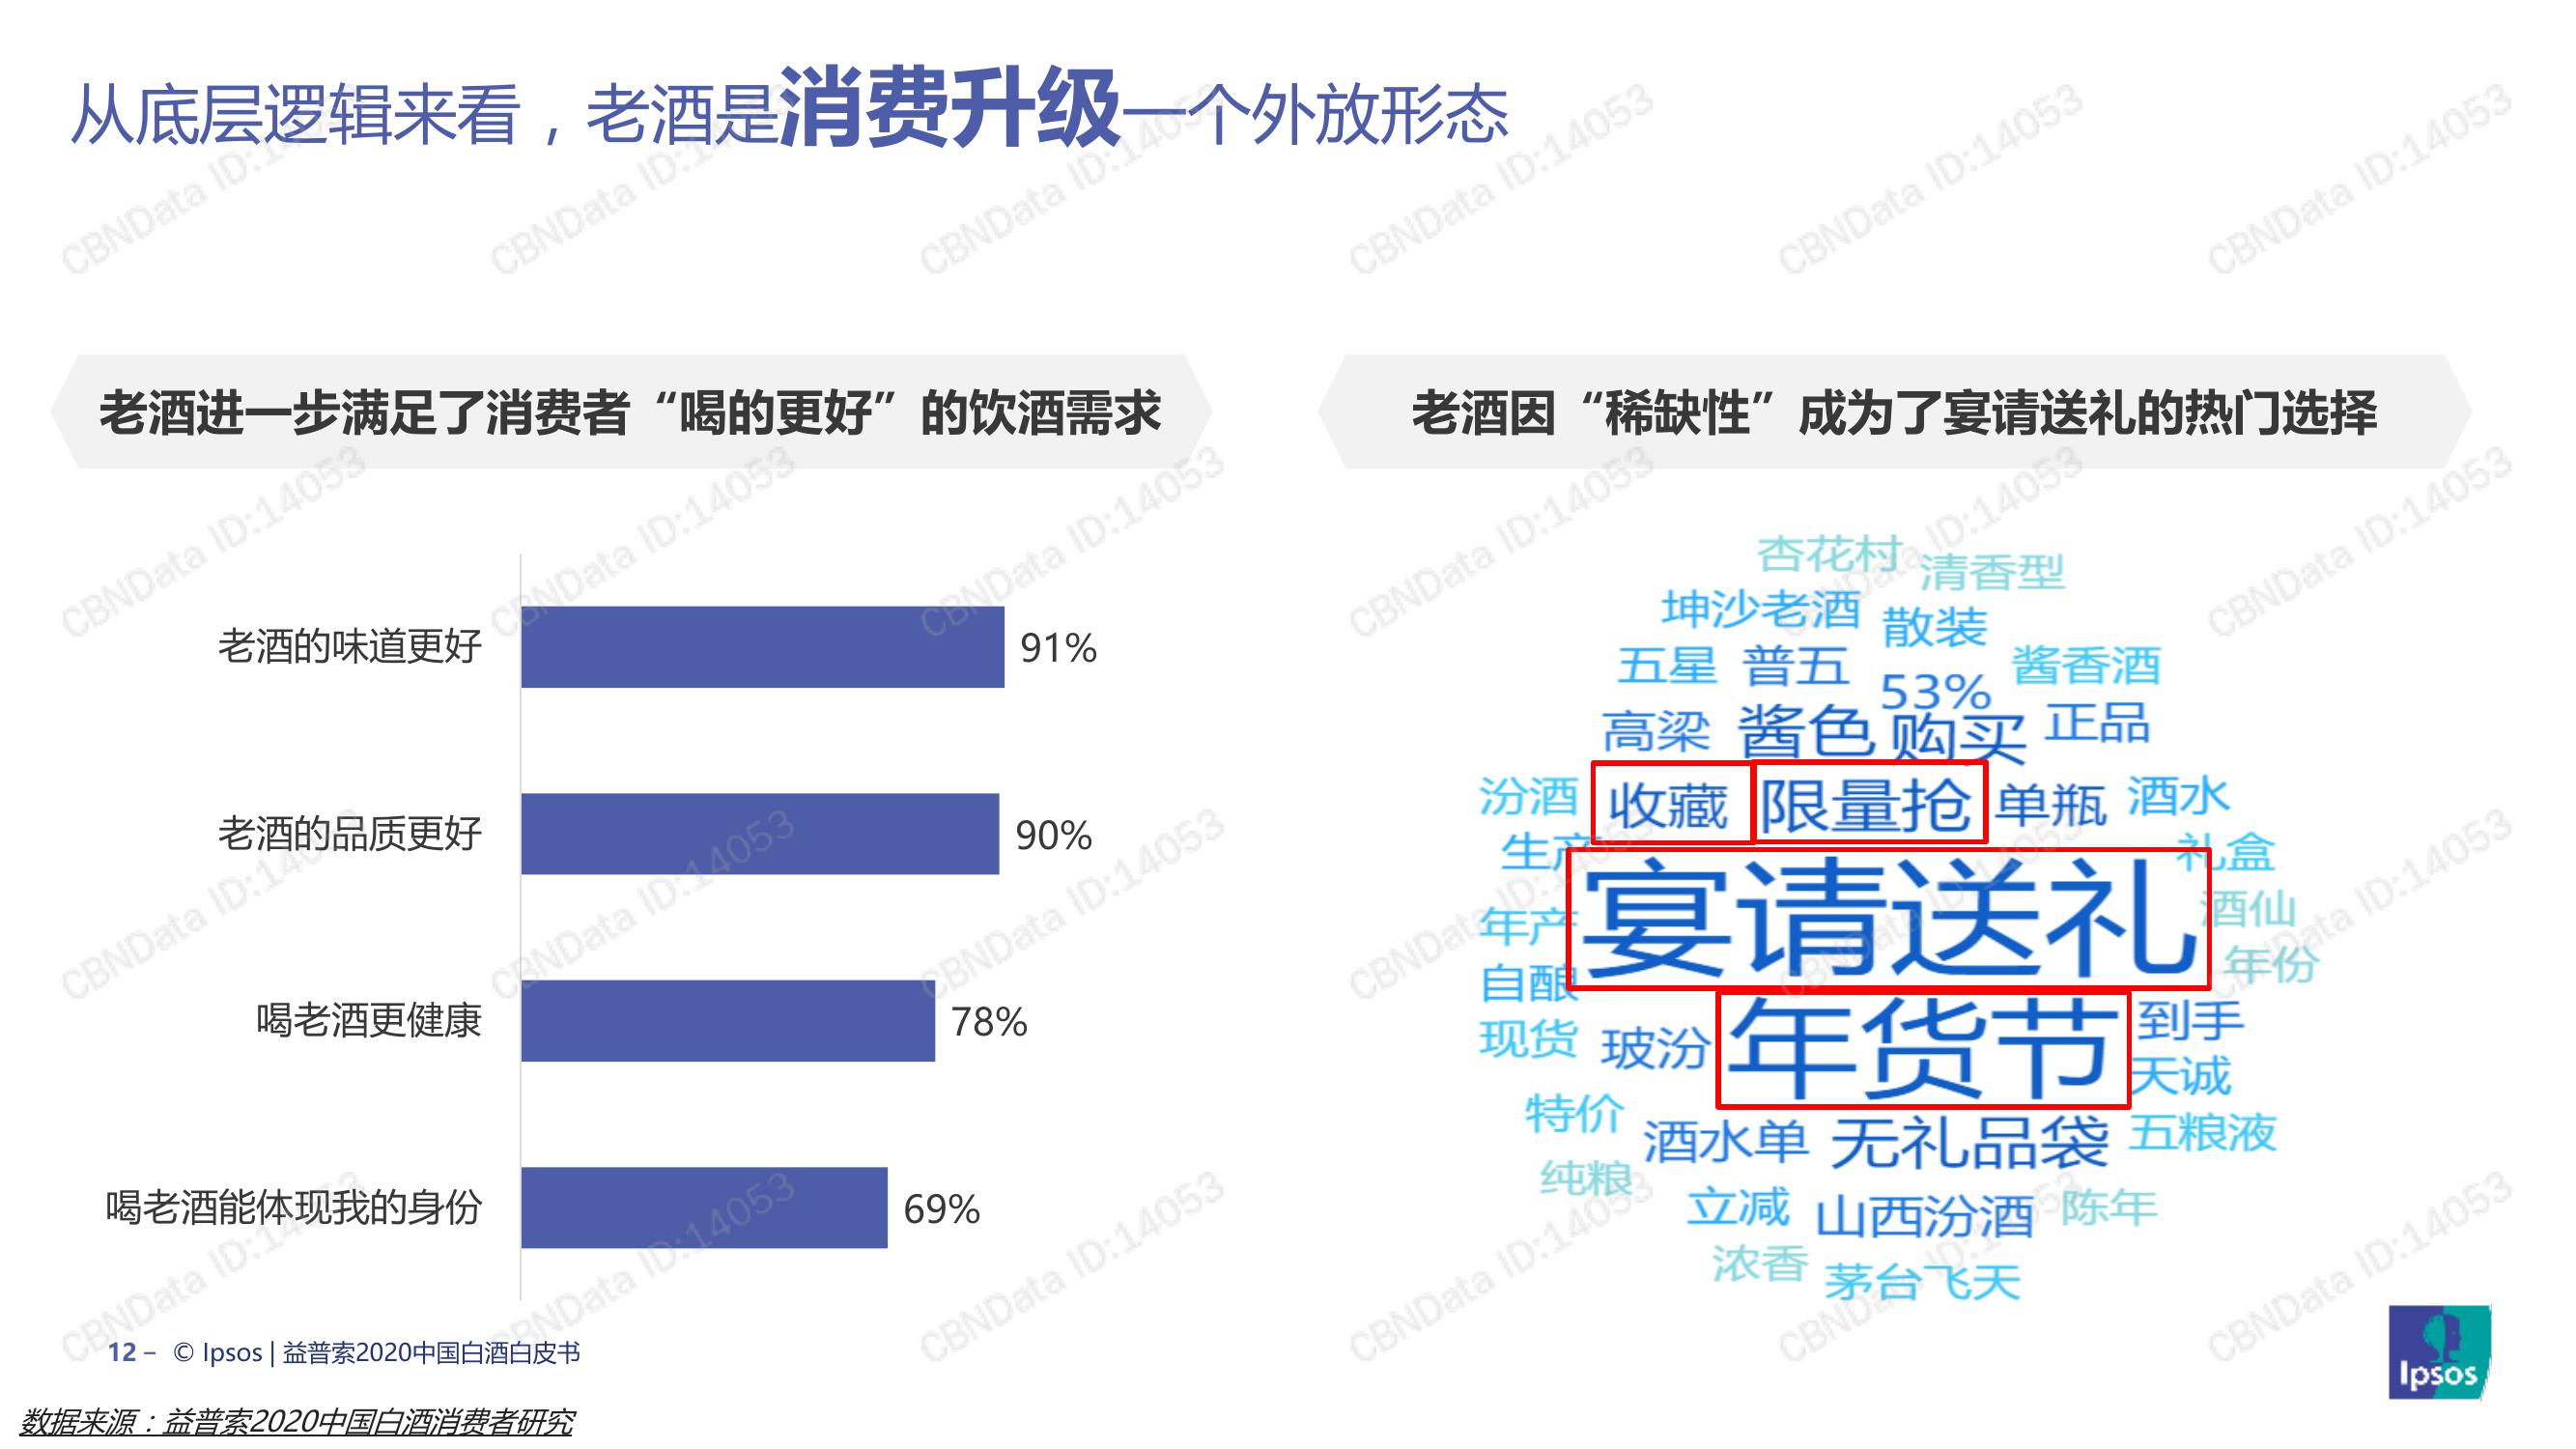 从底层逻辑来看，老酒是消费升级一个外放形态
老酒进一步满足了消费者“喝的更好”的饮酒需求
老酒的味道更好 91%
老酒的品质更好 90%
喝老酒更健康 78%
喝老酒能体现我的身份 69%
老酒因“稀缺性”成为了宴请送礼的热门选择
杏花村 清香型
坤沙老酒 散装
五星 普五 53% 酱香酒
高梁 酱色 购买 正品
汾酒 收藏 限量抢 单瓶 酒水
生产 礼盒
宴请送礼
年产 酒仙
自酿 年份
年货节
现货 玻汾 到手
天诚
特价 酒水单 无礼品袋 五粮液
纯粮 立减 山西汾酒 陈年
浓香 茅台飞天
12 – © Ipsos | 益普索2020中国白酒白皮书
Ipsos
数据来源：益普索2020中国白酒消费者研究
CBNData ID:14053